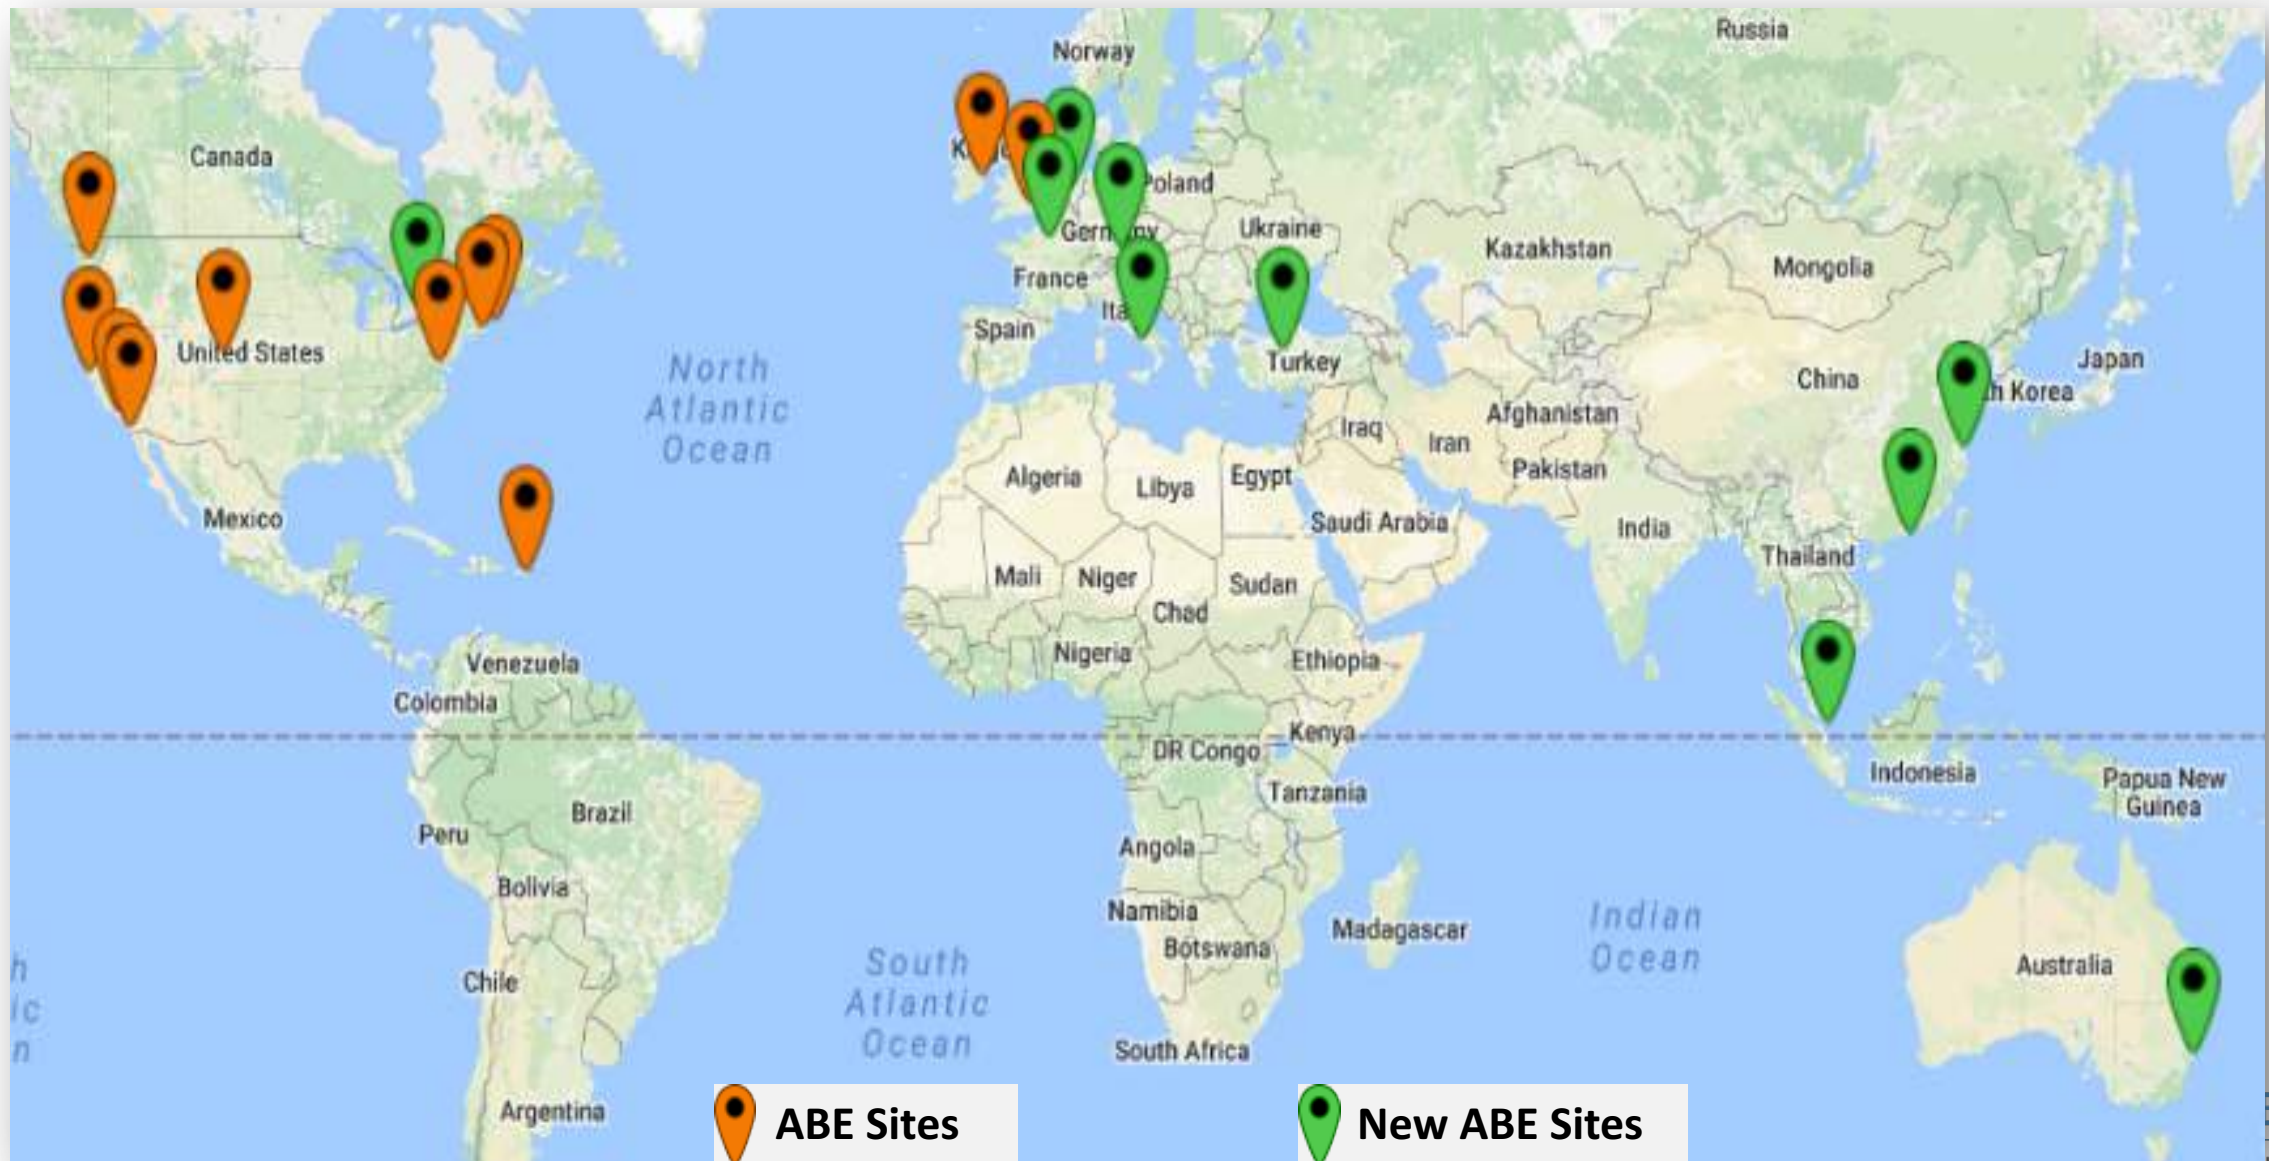 Russia
Norway
Canada
Poland
Ukraine
Kazakhstan
Mongolia
France
Spain
United States
Turkey
China
Japan
North
Atlantic
Ocean
Afghanistan
Iraq
Iran
Pakistan
Algeria
Libya
Egypt
Saudi Arabia
India
Mexico
Thailand
Mali
Niger
Chad
Sudan
Nigeria
Ethiopia
Venezuela
Colombia
Kenya
DR Congo
Tanzania
Indonesia
Papua New
Guinea
Brazil
Peru
Angola
Bolivia
Namibia
Botswana
Madagascar
Indian
Ocean
Australia
Chile
South
Atlantic
Ocean
South Africa
Argentina
ABE Sites
New ABE Sites